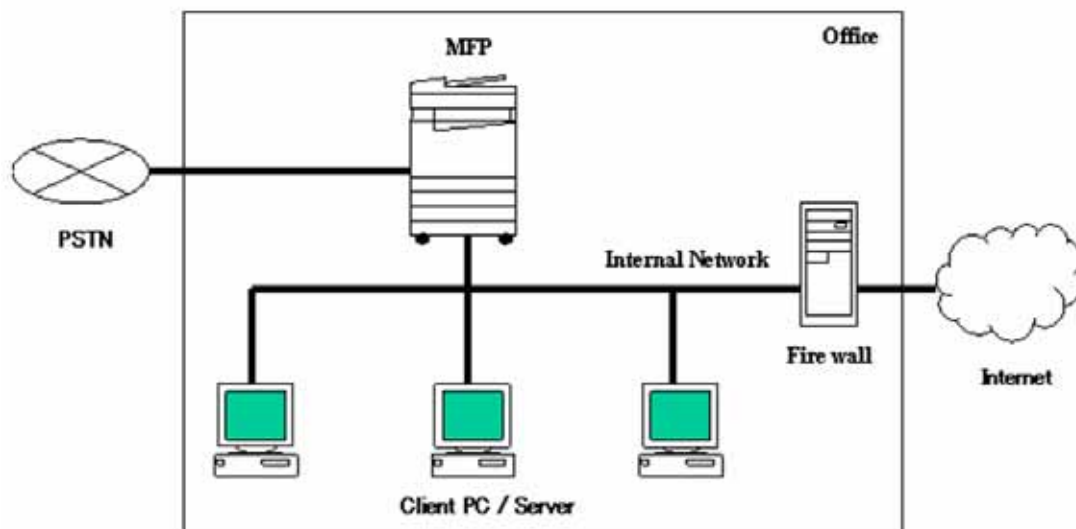 Office
MFP
PSTN
Internal Network
Fire wall
Internet
Client PC / Server